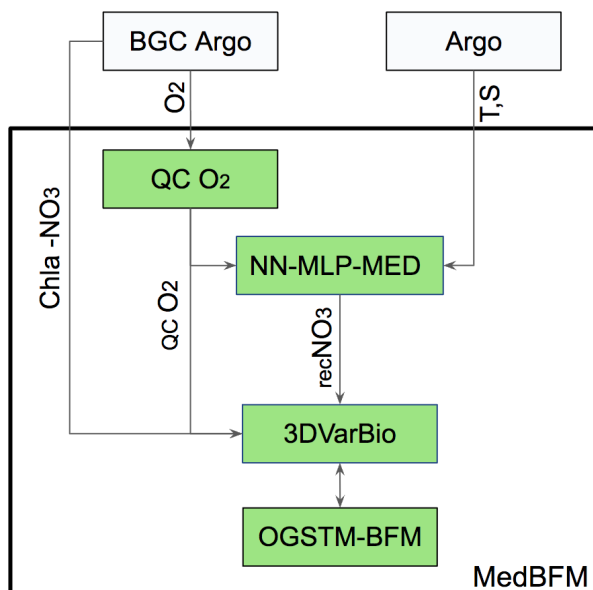 BGC Argo
Argo
O2
T,S
QC O2
Chla -NO3
NN-MLP-MED
QC O2
recNO3
3DVarBio
OGSTM-BFM
MedBFM